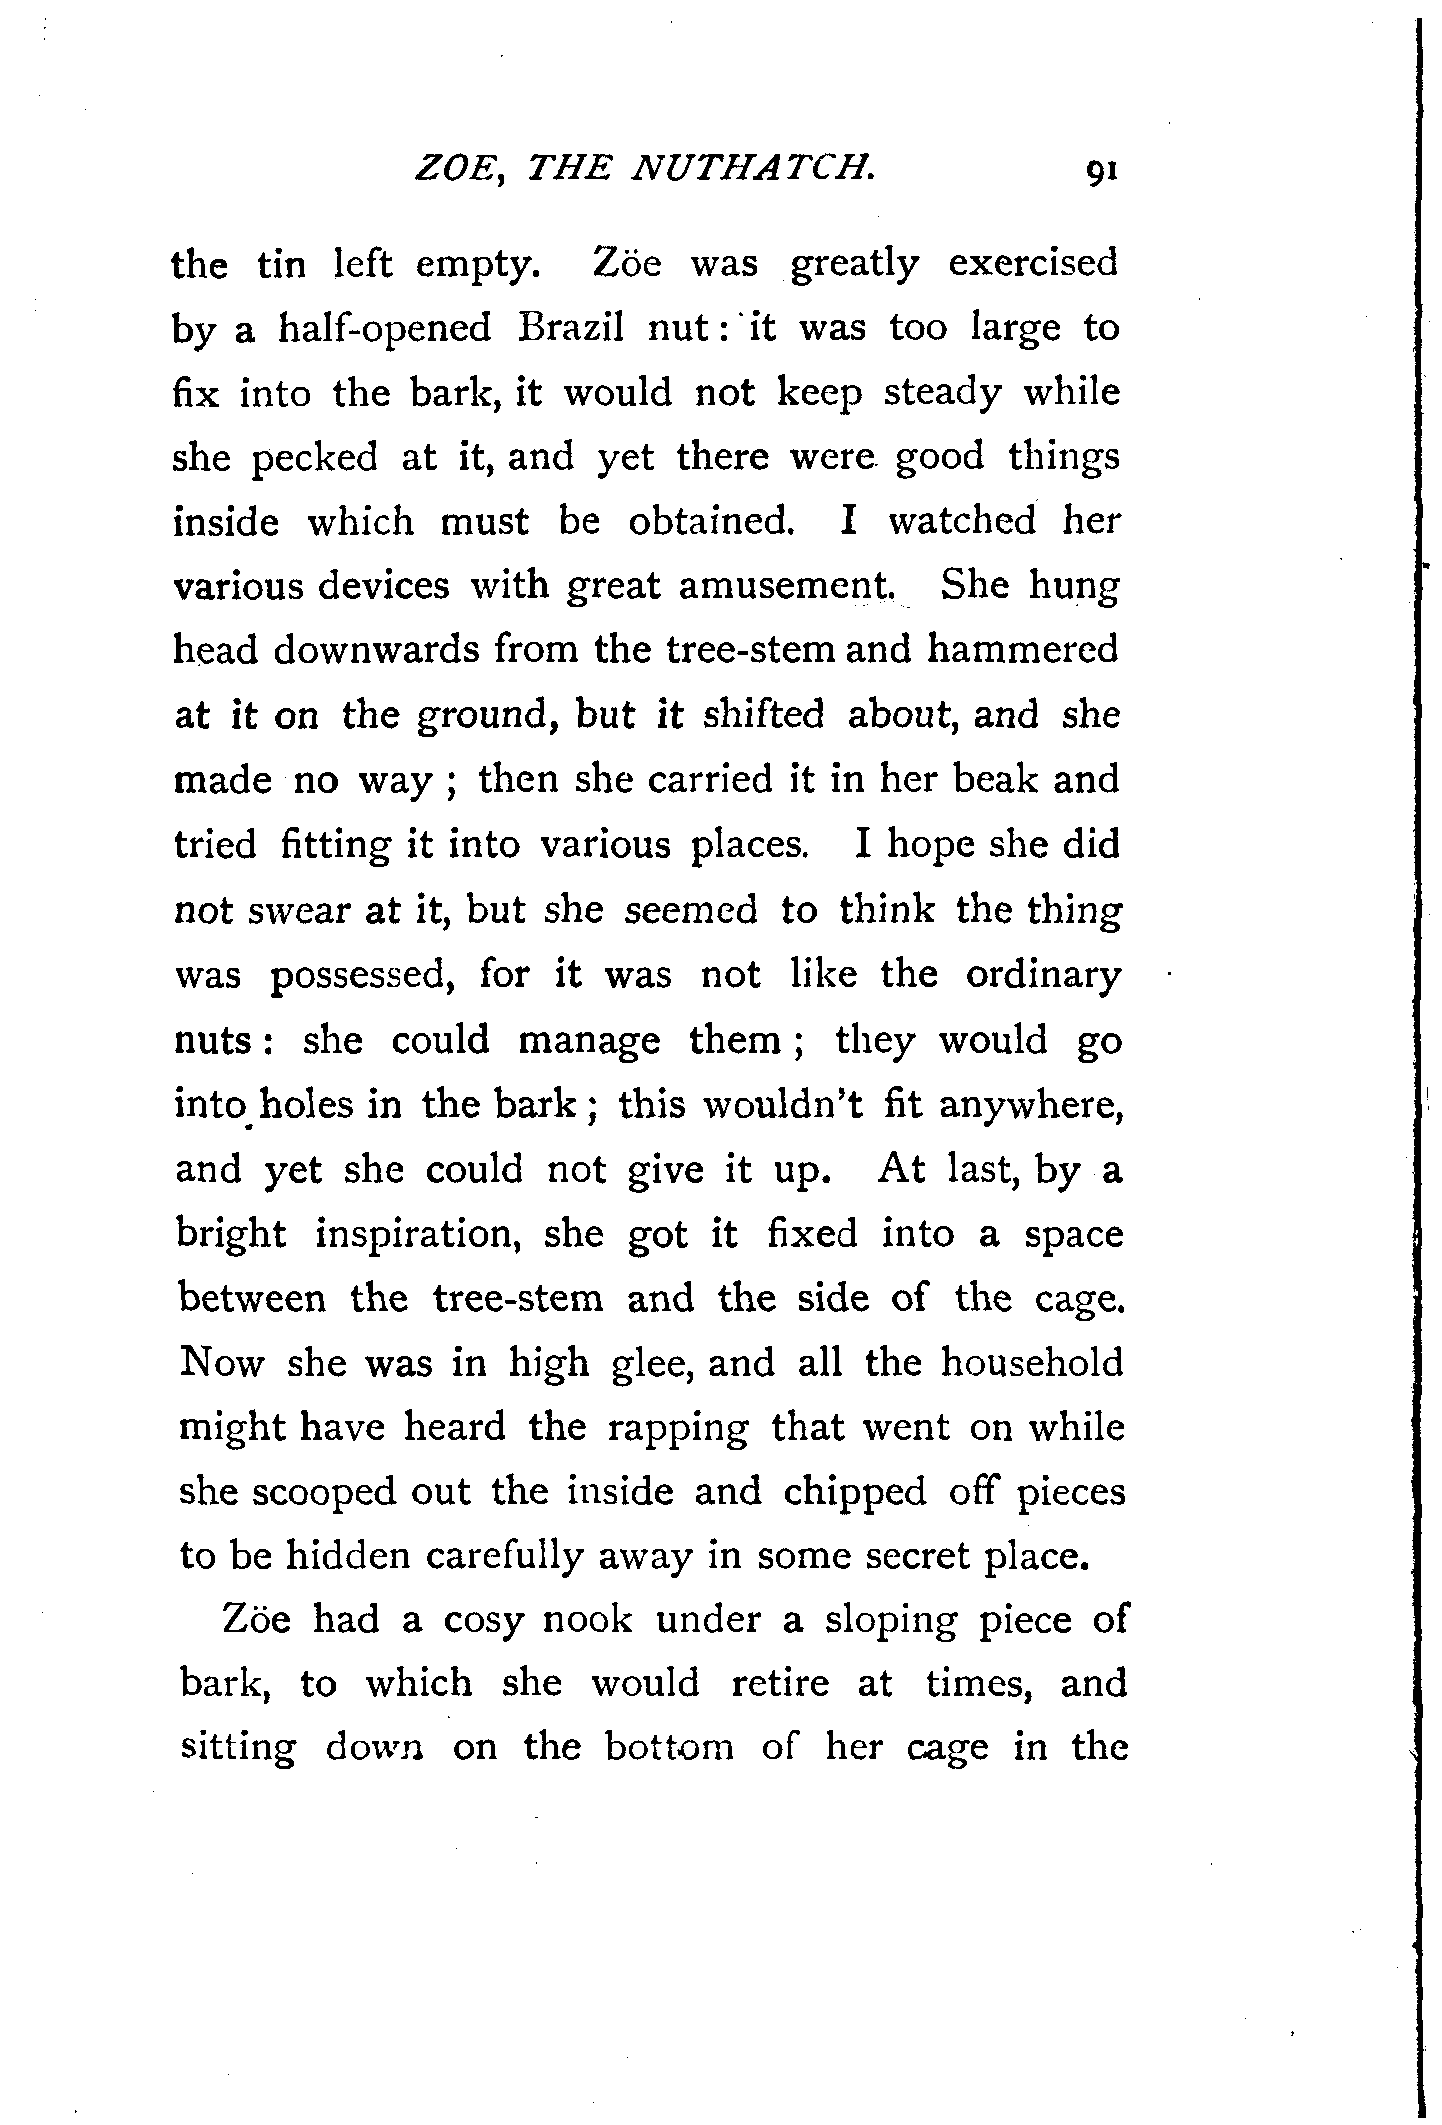 ZOE, THE NUTHATCH. 91
the tin left empty. Zöe was greatly exercised
by a half-opened Brazil nut: it was too large to
fix into the bark, it would not keep steady while
she pecked at it, and yet there were good things
inside which must be obtained. I watched her
various devices with great amusement. She hung
head downwards from the tree-stem and hammered
at it on the ground, but it shifted about, and she
made no way; then she carried it in her beak and
tried fitting it into various places. I hope she did
not swear at it, but she seemed to think the thing
was possessed, for it was not like the ordinary
nuts: she could manage them; they would go
into holes in the bark; this wouldn't fit anywhere,
and yet she could not give it up. At last, by a
bright inspiration, she got it fixed into a space
between the tree-stem and the side of the cage.
Now she was in high glee, and all the household
might have heard the rapping that went on while
she scooped out the inside and chipped off pieces
to be hidden carefully away in some secret place.
Zöe had a cosy nook under a sloping piece of
bark, to which she would retire at times, and
sitting down on the bottom of her cage in the